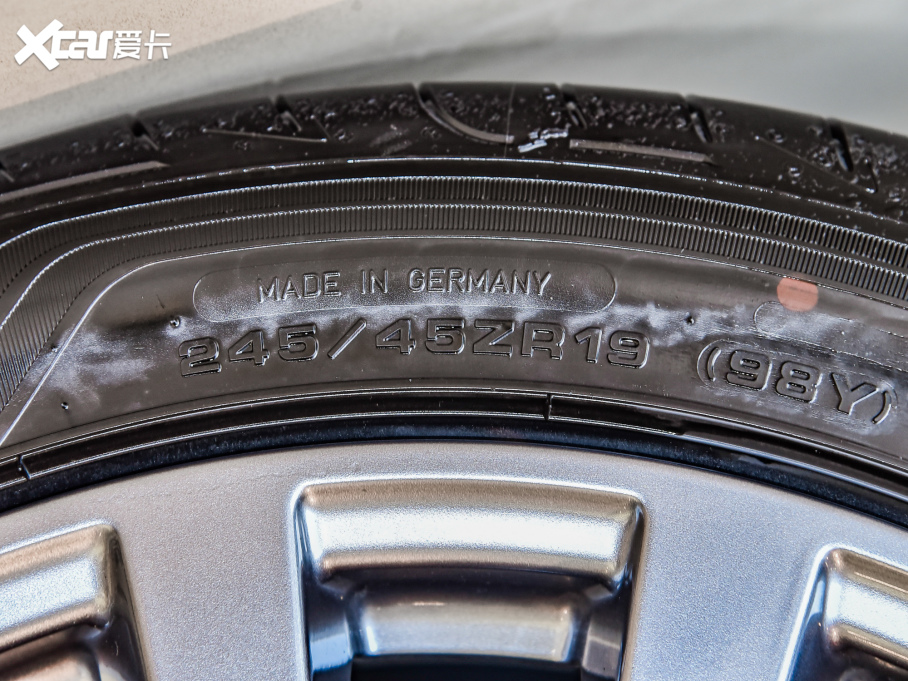 Xcar爱卡
MADE IN GERMANY
245/45ZR19 (98Y)